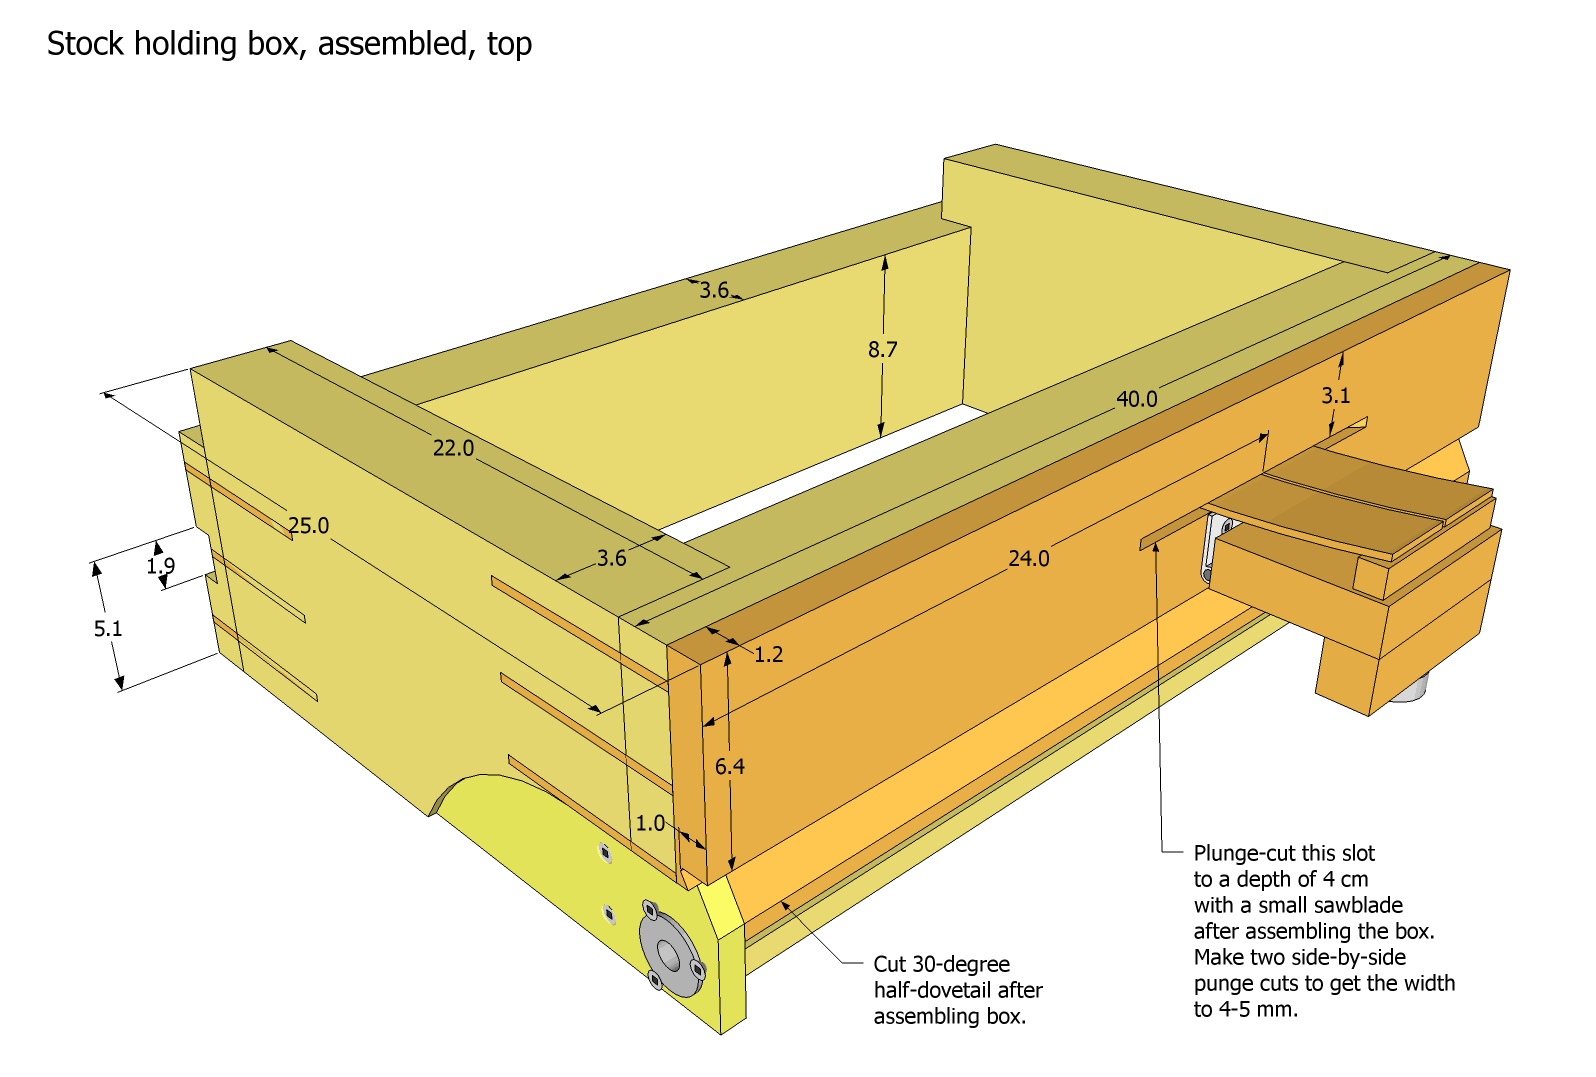 Stock holding box, assembled, top
3.6
8.7
40.0
3.1
22.0
25.0
3.6
24.0
1.9
5.1
1.2
6.4
1.0
Plunge-cut this slot
to a depth of 4 cm
with a small sawblade
after assembling the box.
Make two side-by-side
punge cuts to get the width
to 4-5 mm.
Cut 30-degree
half-dovetail after
assembling box.